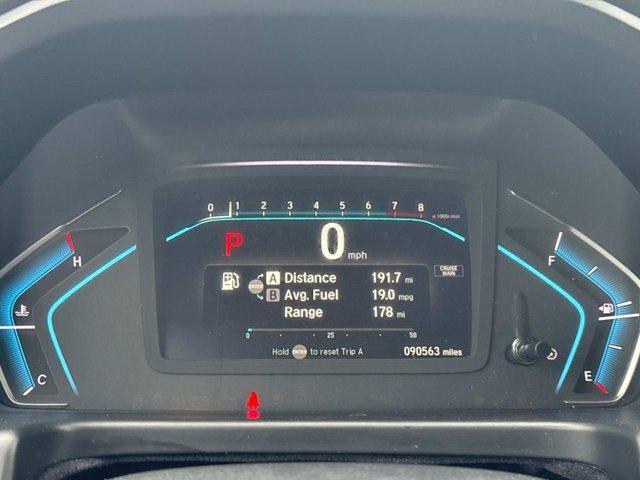 0 1 2 3 4 5 6 7 8 x1000r/min
P 0 mph
H
F
CRUISE MAIN
ENTER A Distance 191.7 mi
B Avg. Fuel 19.0 mpg
Range 178 mi
0 25 50
C
E
Hold ENTER to reset Trip A 090563 miles